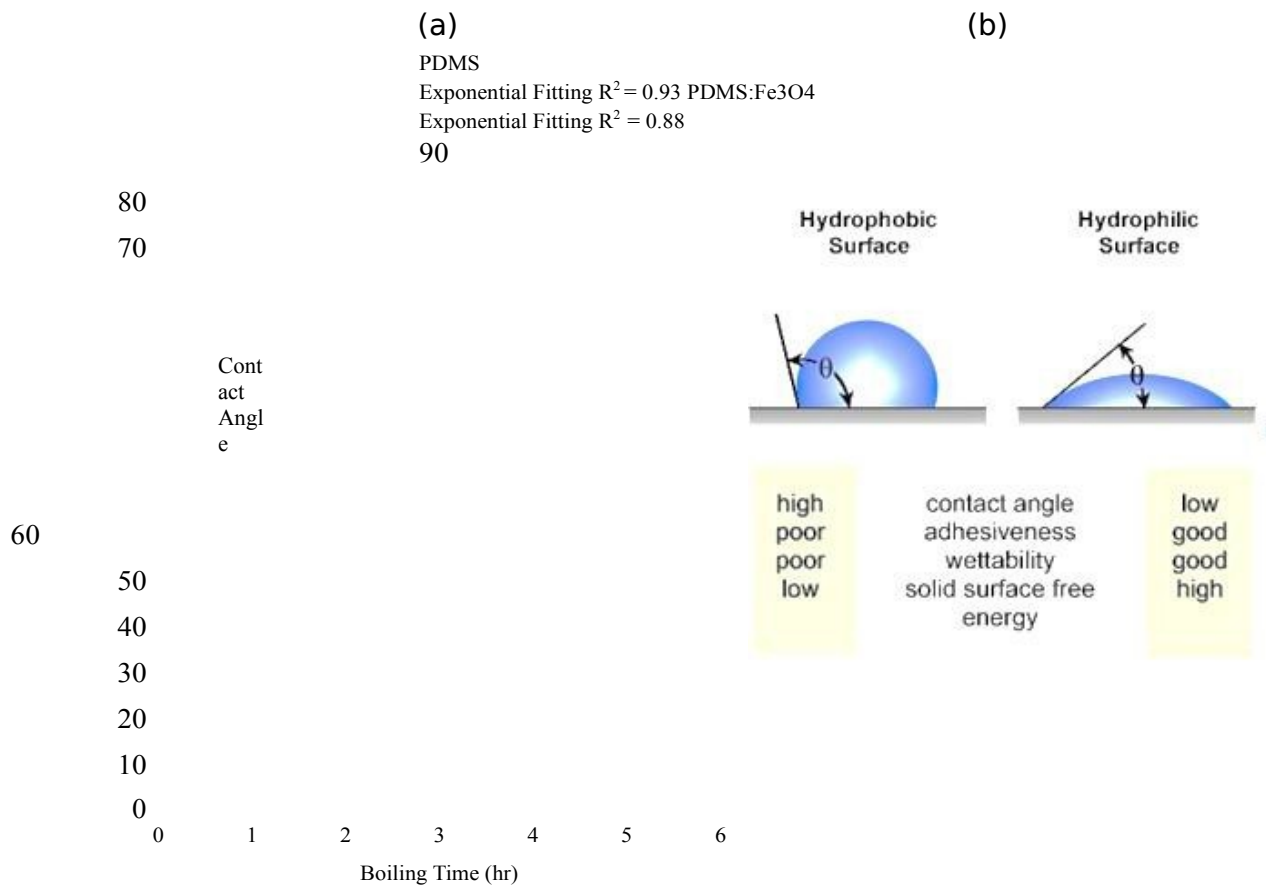 (a)
PDMS
Exponential Fitting R² = 0.93 PDMS:Fe3O4
Exponential Fitting R² = 0.88
90
80
70
Cont
act
Angl
e
60
50
40
30
20
10
0
0 1 2 3 4 5 6
Boiling Time (hr)
(b)
Hydrophobic
Surface
Hydrophilic
Surface
θ
θ
high contact angle low
poor adhesiveness good
poor wettability good
low solid surface free high
energy